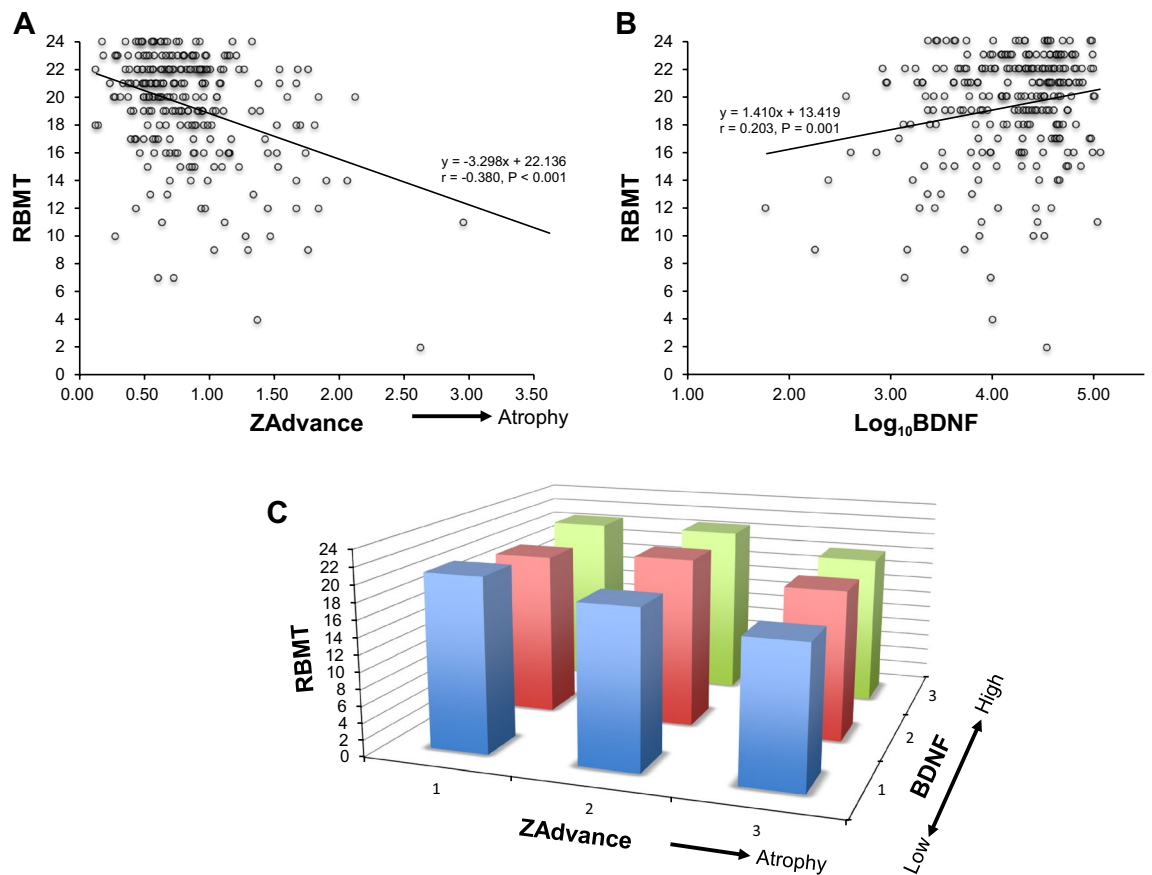 A
RBMT
24
22
20
18
16
14
12
10
8
6
4
2
0
y = -3.298x + 22.136
r = -0.380, P < 0.001
0.00 0.50 1.00 1.50 2.00 2.50 3.00 3.50
ZAdvance Atrophy
B
RBMT
24
22
20
18
16
14
12
10
8
6
4
2
0
y = 1.410x + 13.419
r = 0.203, P = 0.001
1.00 2.00 3.00 4.00 5.00
Log10BDNF
C
RBMT
24
22
20
18
16
14
12
10
8
6
4
2
0
1 2 3
ZAdvance Atrophy
3
2
1
BDNF
High
Low